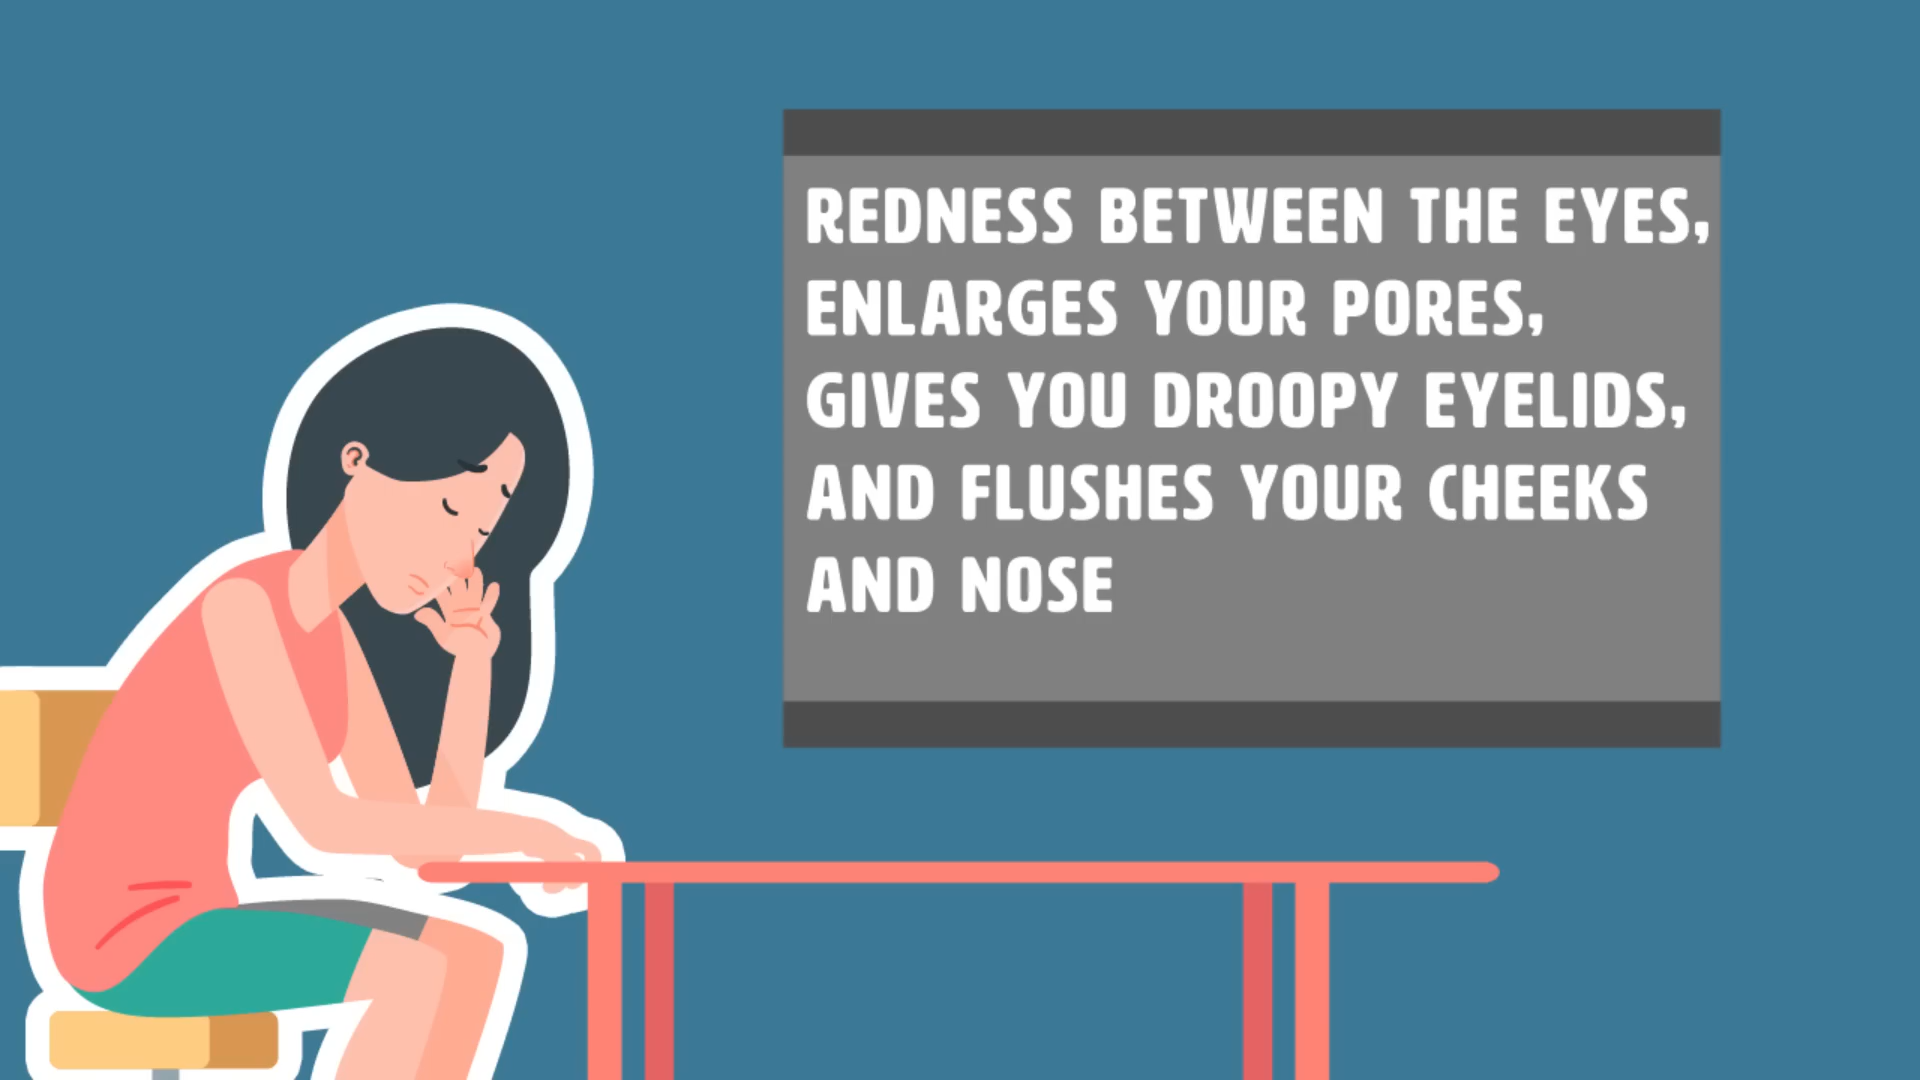 REDNESS BETWEEN THE EYES,
ENLARGES YOUR PORES,
GIVES YOU DROOPY EYELIDS,
AND FLUSHES YOUR CHEEKS
AND NOSE